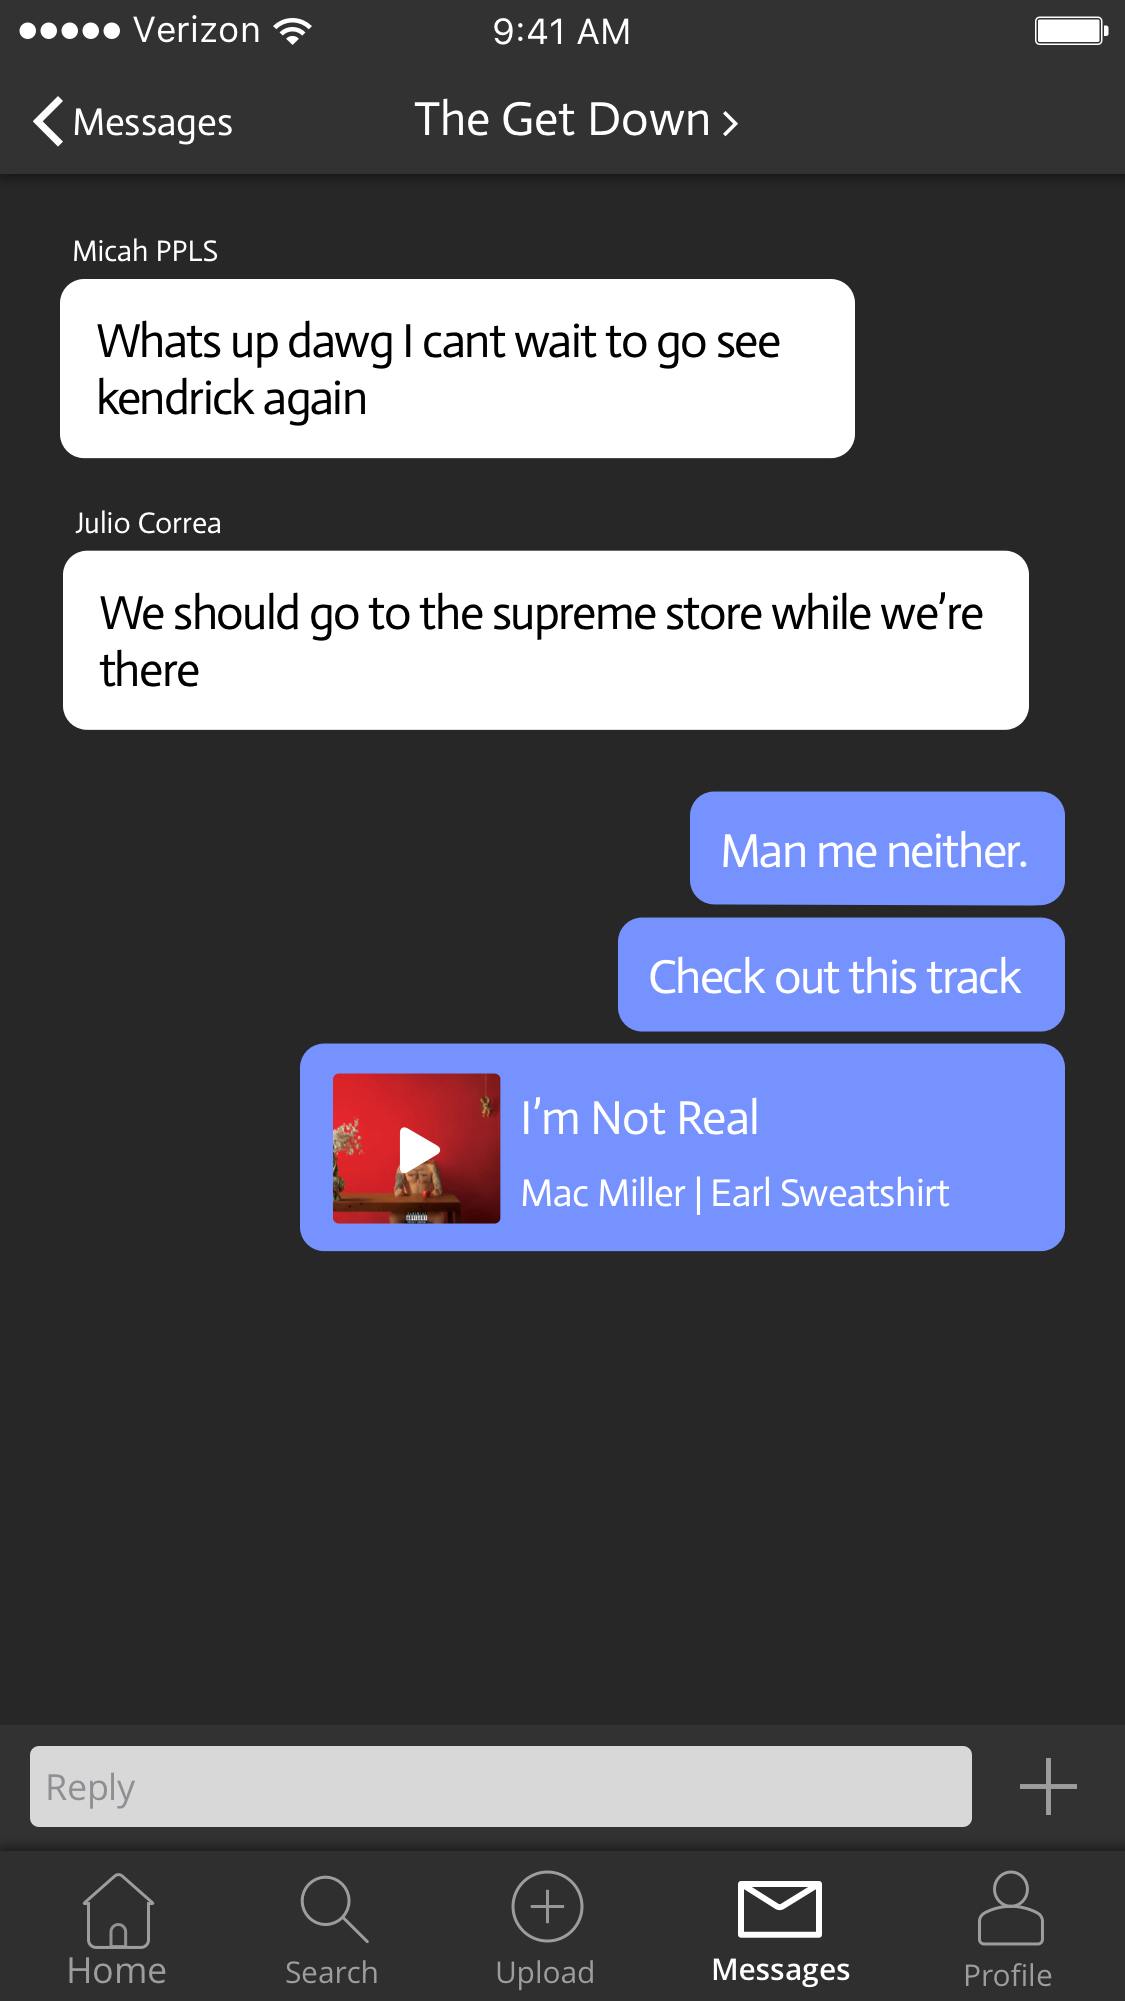 Verizon 9:41 AM
Messages The Get Down
Micah PPLS
Whats up dawg I cant wait to go see
kendrick again
Julio Correa
We should go to the supreme store while we’re
there
Man me neither.
Check out this track
I’m Not Real
Mac Miller | Earl Sweatshirt
Reply
Home Search Upload Messages Profile